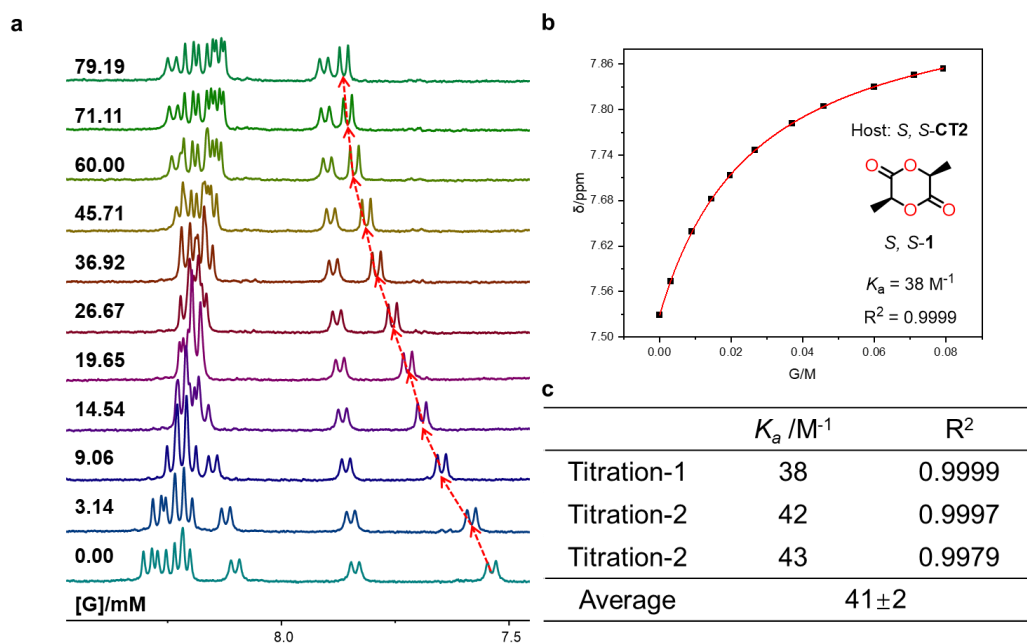 a
79.19
71.11
60.00
45.71
36.92
26.67
19.65
14.54
9.06
3.14
0.00
[G]/mM
8.0
7.5
b
7.86
7.80
7.74
7.68
7.62
7.56
7.50
δ/ppm
0.00
0.02
0.04
0.06
0.08
G/M
Host: S, S-CT2
O
O
O
O
S, S-1
Kₐ = 38 M⁻¹
R² = 0.9999
c
Kₐ /M⁻¹ R²
Titration-1 38 0.9999
Titration-2 42 0.9997
Titration-2 43 0.9979
Average 41±2